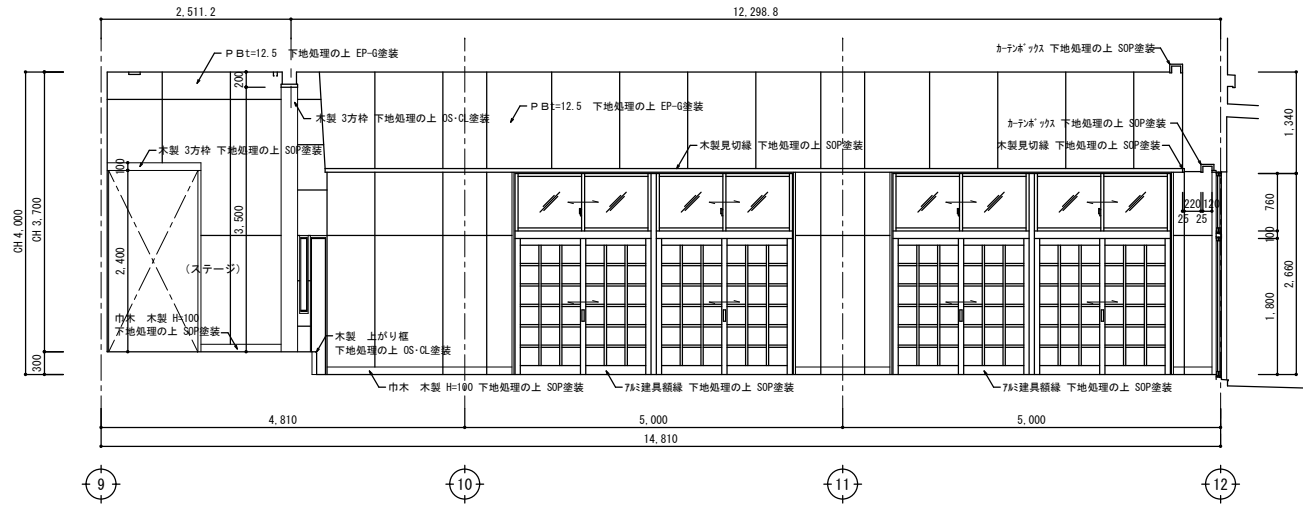 2,511.2
12,298.8
PBt=12.5 下地処理の上 EP-G塗装
カーテンボックス 下地処理の上 SOP塗装
200
PBt=12.5 下地処理の上 EP-G塗装
木製 3方枠 下地処理の上 OS・CL塗装
カーテンボックス 下地処理の上 SOP塗装
1,340
木製 3方枠 下地処理の上 SOP塗装
木製見切縁 下地処理の上 SOP塗装
木製見切縁 下地処理の上 SOP塗装
100
CH 4,000
CH 3,700
3,500
2,400
(ステージ)
220
120
25
25
760
100
1,800
2,660
巾木 木製 H=100
下地処理の上 SOP塗装
木製 上がり框
下地処理の上 OS・CL塗装
300
巾木 木製 H=100 下地処理の上 SOP塗装
アルミ建具額縁 下地処理の上 SOP塗装
アルミ建具額縁 下地処理の上 SOP塗装
4,810
5,000
5,000
14,810
9
10
11
12